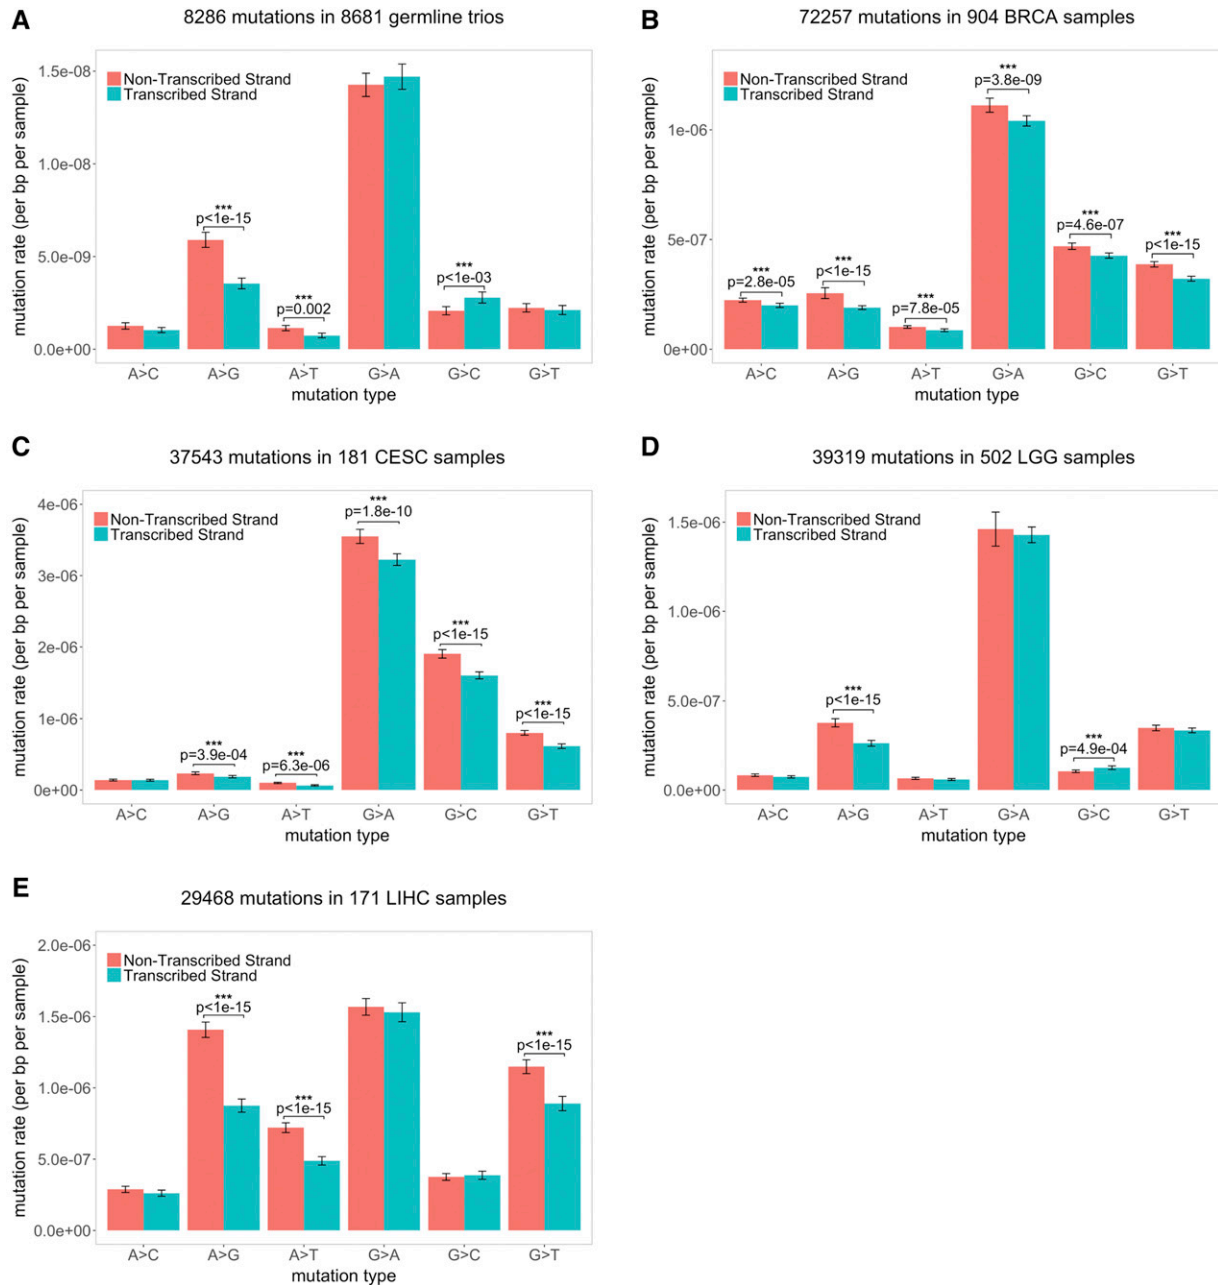 A
8286 mutations in 8681 germline trios
mutation rate (per bp per sample)
1.5e-08
1.0e-08
5.0e-09
0.0e+00
Non-Transcribed Strand
Transcribed Strand
***
p<1e-15
***
p=0.002
***
p<1e-03
A>C A>G A>T G>A G>C G>T
mutation type
B
72257 mutations in 904 BRCA samples
mutation rate (per bp per sample)
1e-06
5e-07
0e+00
Non-Transcribed Strand
Transcribed Strand
***
p=2.8e-05
***
p<1e-15
***
p=7.8e-05
***
p=3.8e-09
***
p=4.6e-07
***
p<1e-15
A>C A>G A>T G>A G>C G>T
mutation type
C
37543 mutations in 181 CESC samples
mutation rate (per bp per sample)
4e-06
3e-06
2e-06
1e-06
0e+00
Non-Transcribed Strand
Transcribed Strand
***
p=3.9e-04
***
p=6.3e-06
***
p=1.8e-10
***
p<1e-15
***
p<1e-15
A>C A>G A>T G>A G>C G>T
mutation type
D
39319 mutations in 502 LGG samples
mutation rate (per bp per sample)
1.5e-06
1.0e-06
5.0e-07
0.0e+00
Non-Transcribed Strand
Transcribed Strand
***
p<1e-15
***
p=4.9e-04
A>C A>G A>T G>A G>C G>T
mutation type
E
29468 mutations in 171 LIHC samples
mutation rate (per bp per sample)
2.0e-06
1.5e-06
1.0e-06
5.0e-07
0.0e+00
Non-Transcribed Strand
Transcribed Strand
***
p<1e-15
***
p<1e-15
***
p<1e-15
A>C A>G A>T G>A G>C G>T
mutation type